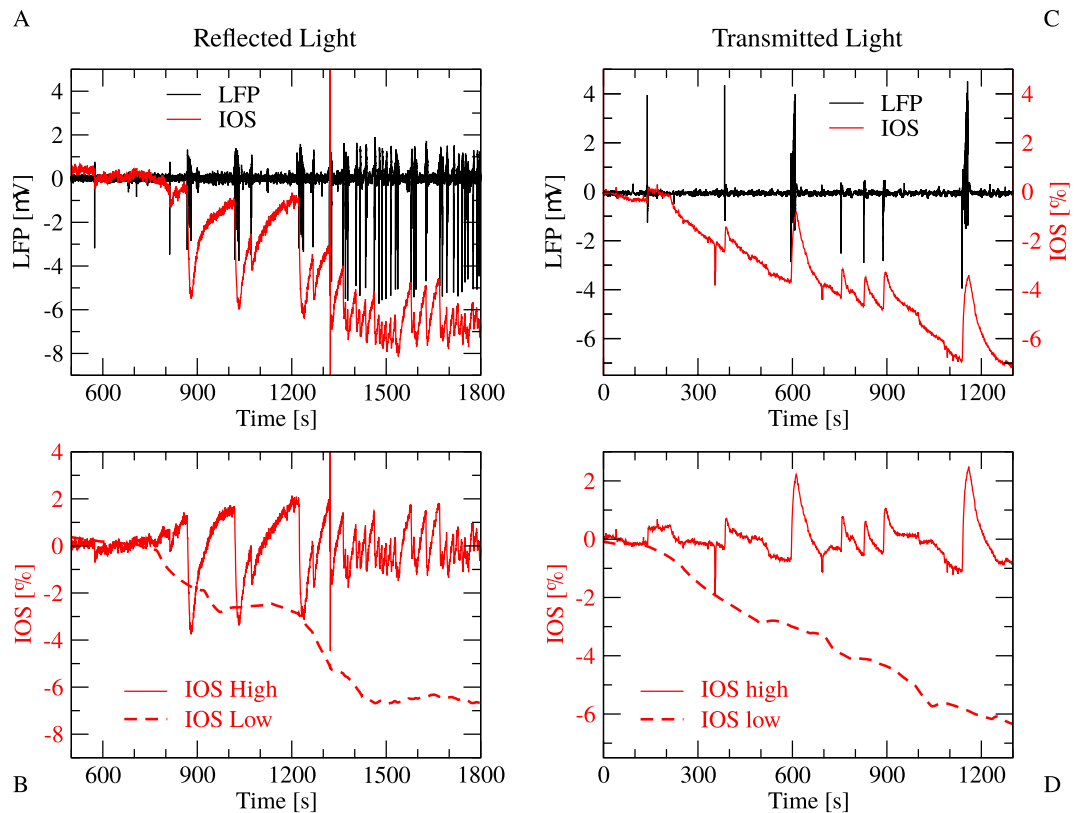 A
Reflected Light
LFP
IOS
4
2
0
-2
-4
-6
-8
LFP [mV]
600
900
1200
1500
1800
Time [s]
C
Transmitted Light
LFP
IOS
4
2
0
-2
-4
-6
LFP [mV]
4
2
0
-2
-4
-6
IOS [%]
0
300
600
900
1200
Time [s]
4
2
0
-2
-4
-6
-8
IOS [%]
IOS High
IOS Low
600
900
1200
1500
1800
Time [s]
B
2
0
-2
-4
-6
IOS [%]
IOS high
IOS low
0
300
600
900
1200
Time [s]
D